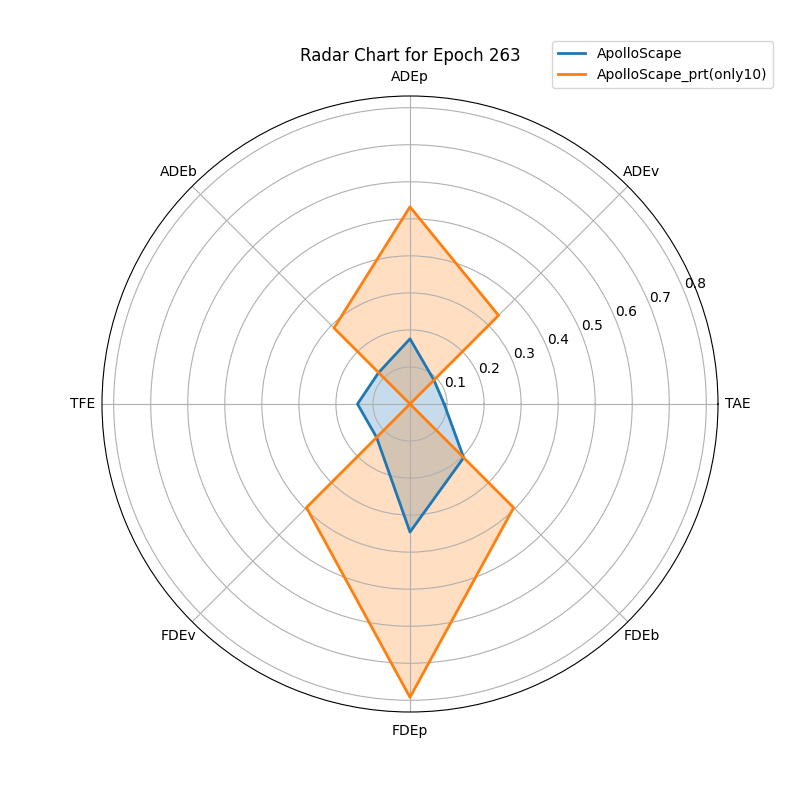 Radar Chart for Epoch 263
ApolloScape
ApolloScape_prt(only10)
ADEp
ADEb
ADEv
0.8
0.7
0.6
0.5
0.4
0.3
0.2
0.1
TFE
TAE
FDEv
FDEb
FDEp